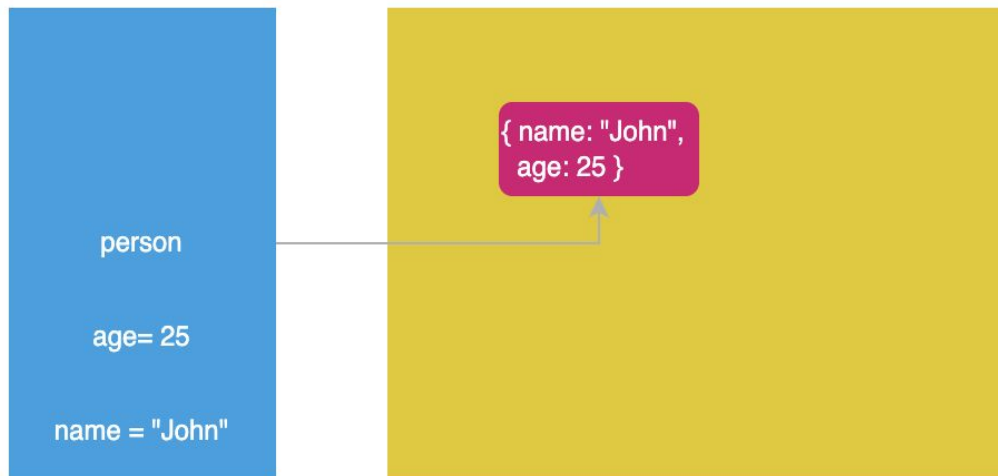 { name: "John",
age: 25 }
person
age= 25
name = "John"